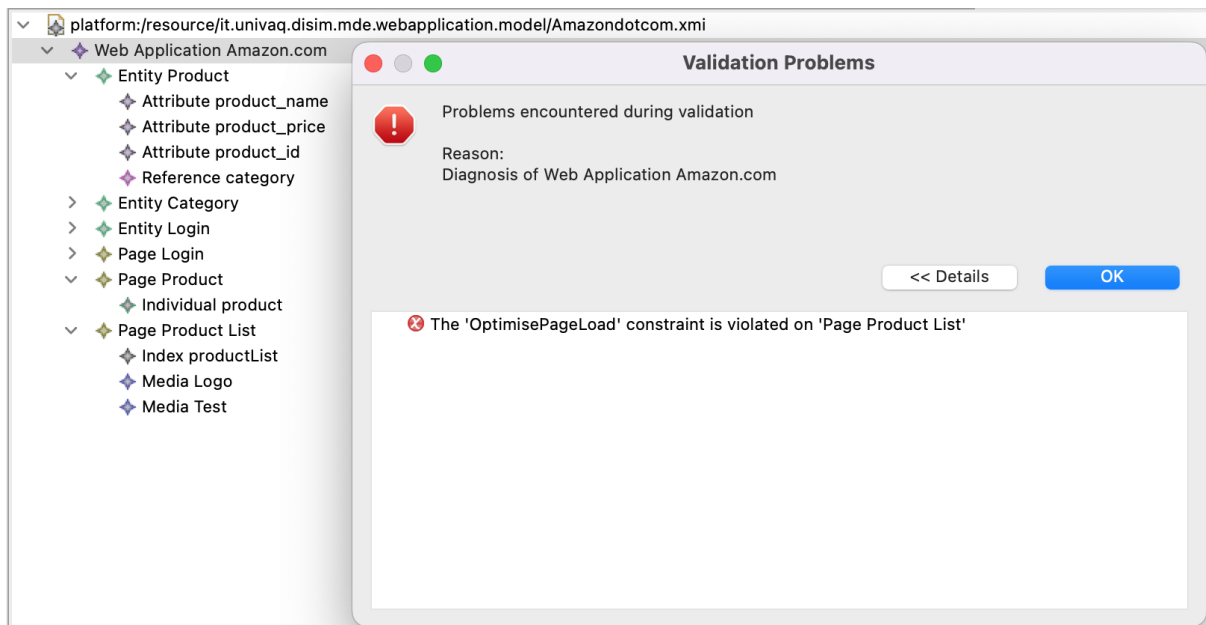 platform:/resource/it.univaq.disim.mde.webapplication.model/Amazondotcom.xmi
Web Application Amazon.com
Entity Product
Attribute product_name
Attribute product_price
Attribute product_id
Reference category
Entity Category
Entity Login
Page Login
Page Product
Individual product
Page Product List
Index productList
Media Logo
Media Test
Validation Problems
Problems encountered during validation
Reason:
Diagnosis of Web Application Amazon.com
<< Details
OK
The 'OptimisePageLoad' constraint is violated on 'Page Product List'